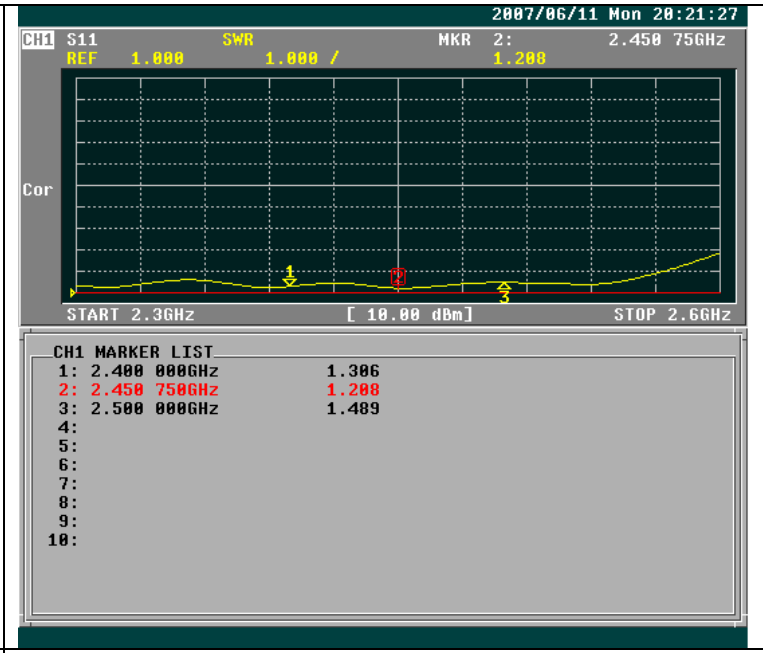 2007/06/11 Mon 20:21:27
CH1 S11 SWR MKR 2: 2.450 75GHz
REF 1.000 1.000 / 1.208
Cor
1
2
3
START 2.3GHz [ 10.00 dBm] STOP 2.6GHz
CH1 MARKER LIST
1: 2.400 000GHz 1.306
2: 2.450 750GHz 1.208
3: 2.500 000GHz 1.489
4:
5:
6:
7:
8:
9:
10: